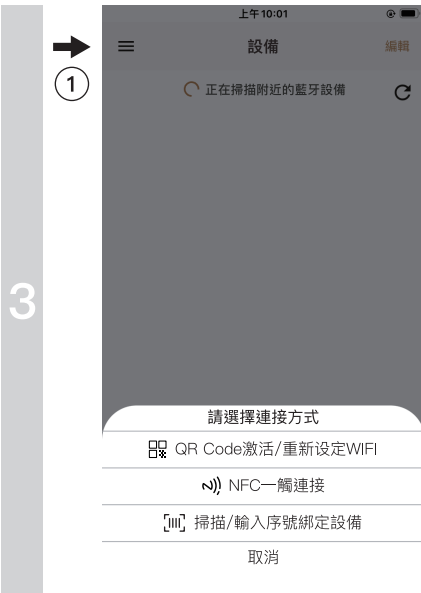 上午10:01
設備
編輯
①
正在掃描附近的藍牙設備
3
請選擇連接方式
QR Code激活/重新设定WIFI
NFC一觸連接
掃描/輸入序號綁定設備
取消